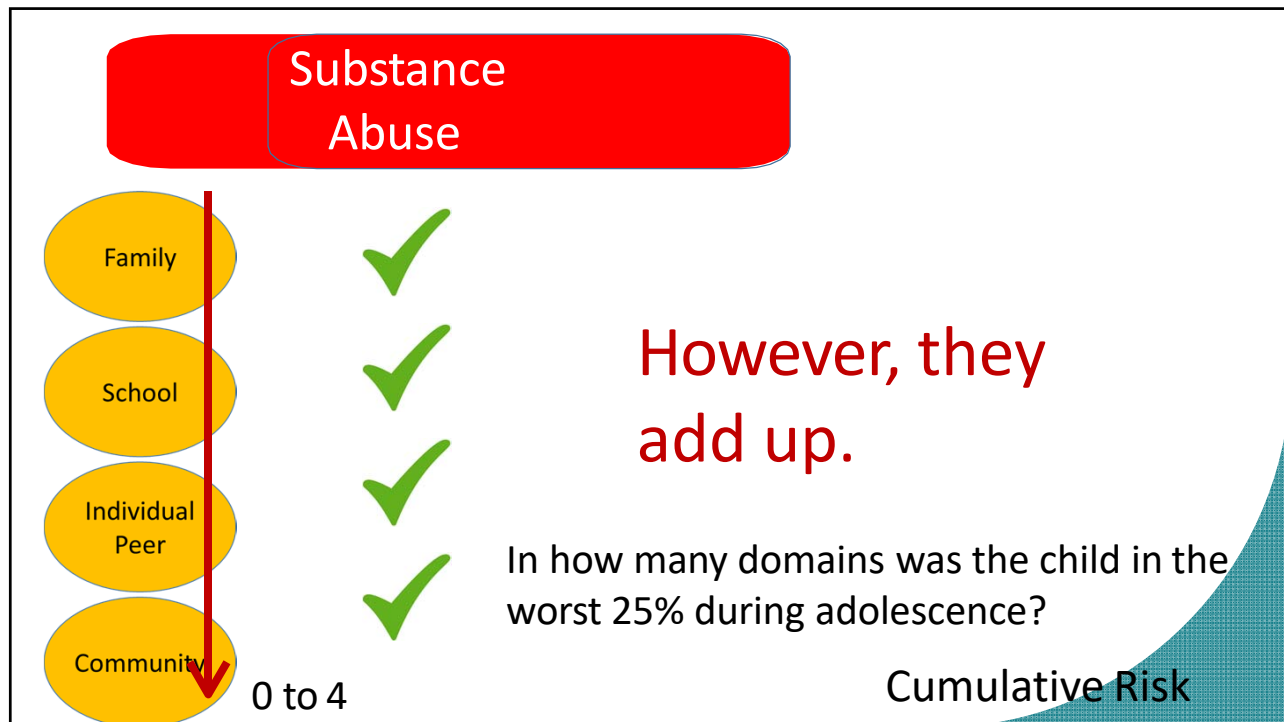 Substance
Abuse
Family
School
Individual
Peer
Community
0 to 4
However, they
add up.
In how many domains was the child in the
worst 25% during adolescence?
Cumulative Risk